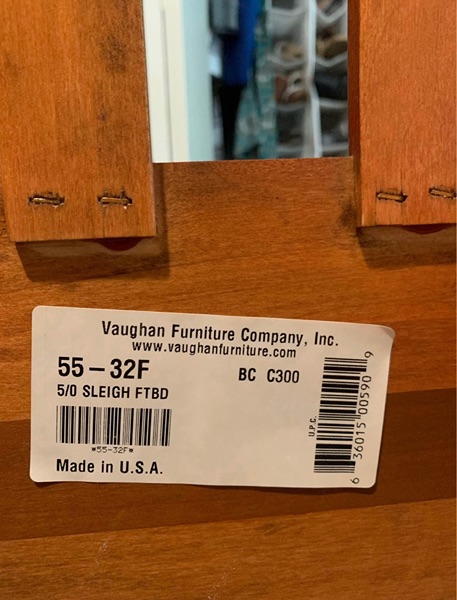 Vaughan Furniture Company, Inc.
www.vaughanfurniture.com
55-32F
BC C300
5/0 SLEIGH FTBD
*55-32F*
Made in U.S.A.
U.P.C.
6 36015 00590 9